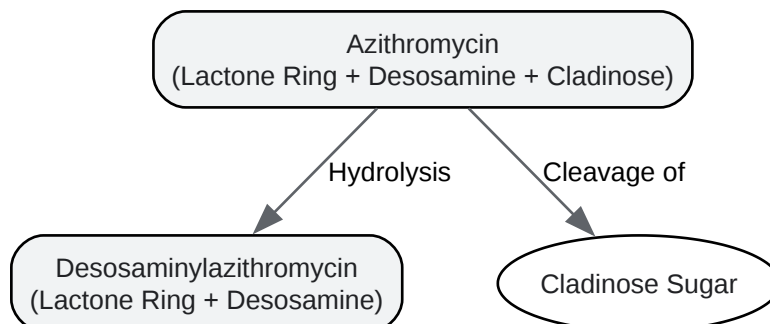 Azithromycin
(Lactone Ring + Desosamine + Cladinose)
Hydrolysis
Cleavage of
Desosaminylazithromycin
(Lactone Ring + Desosamine)
Cladinose Sugar